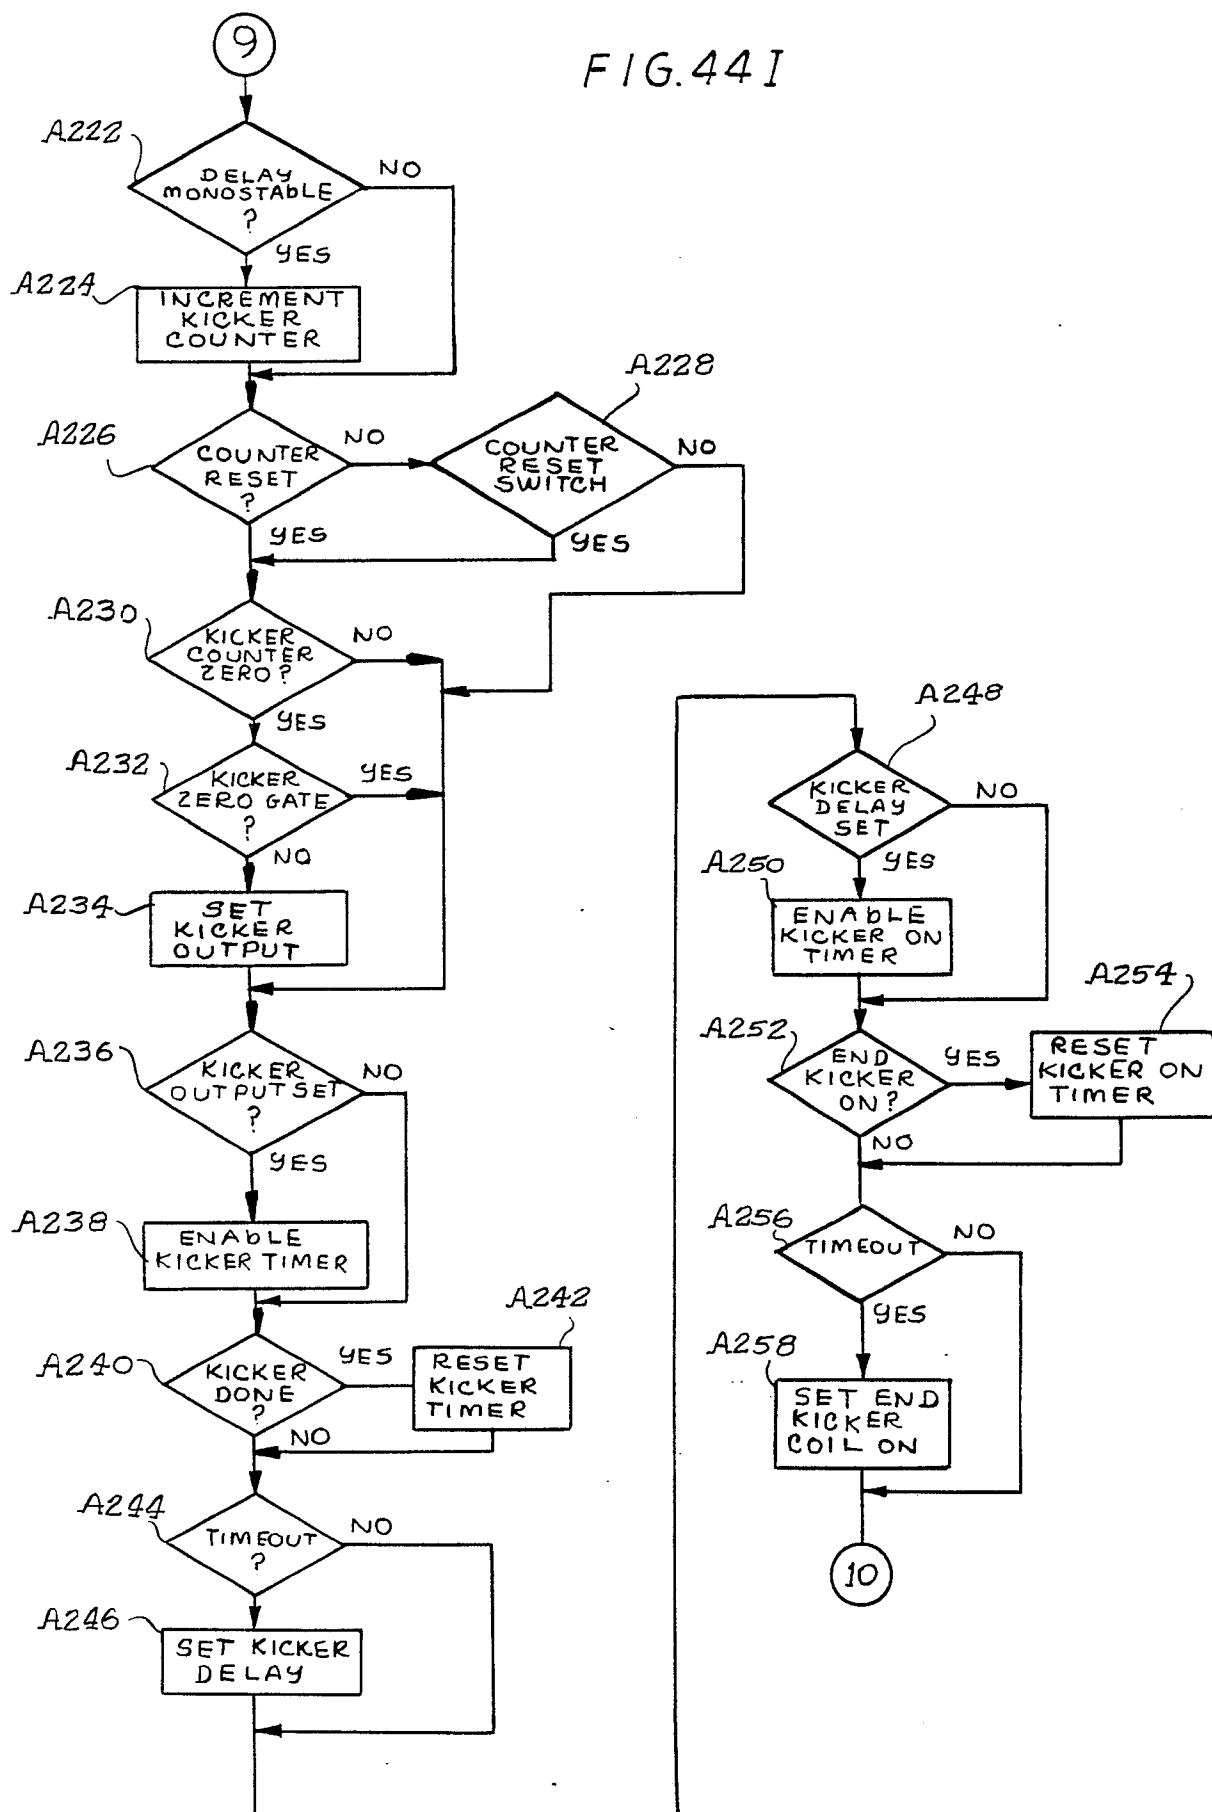 9
FIG.44I
A222
DELAY
MONOSTABLE
?
NO
YES
A224
INCREMENT
KICKER
COUNTER
A226
COUNTER
RESET
?
NO
YES
A228
COUNTER
RESET
SWITCH
NO
YES
A230
KICKER
COUNTER
ZERO?
NO
YES
A232
KICKER
ZERO GATE
?
YES
NO
A234
SET
KICKER
OUTPUT
A236
KICKER
OUTPUT SET
?
NO
YES
A238
ENABLE
KICKER TIMER
A240
KICKER
DONE
?
YES
NO
A242
RESET
KICKER
TIMER
A244
TIMEOUT
?
NO
A246
SET KICKER
DELAY
A248
KICKER
DELAY
SET
NO
YES
A250
ENABLE
KICKER ON
TIMER
A252
END
KICKER
ON?
YES
NO
A254
RESET
KICKER ON
TIMER
A256
TIMEOUT
NO
YES
A258
SET END
KICKER
COIL ON
10